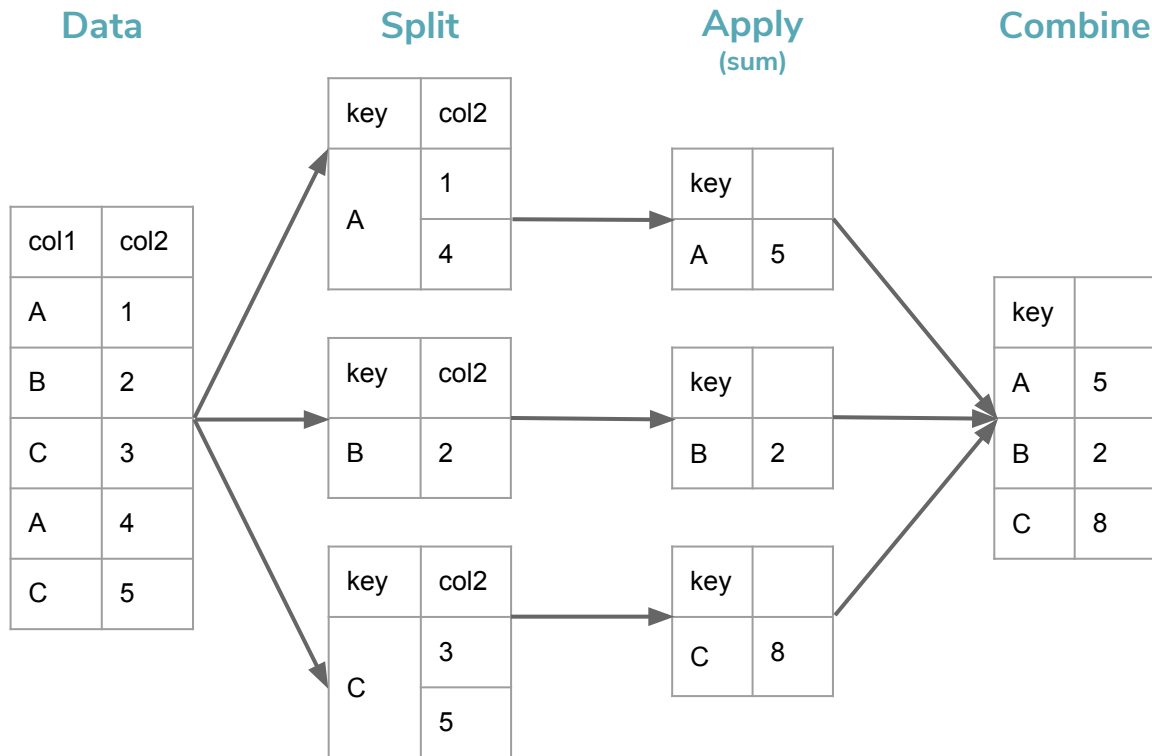 Data
Split
Apply
(sum)
Combine
col1 col2
A 1
B 2
C 3
A 4
C 5
key col2
A
1
4
key col2
B 2
key col2
C
3
5
key
A 5
key
B 2
key
C 8
key
A 5
B 2
C 8